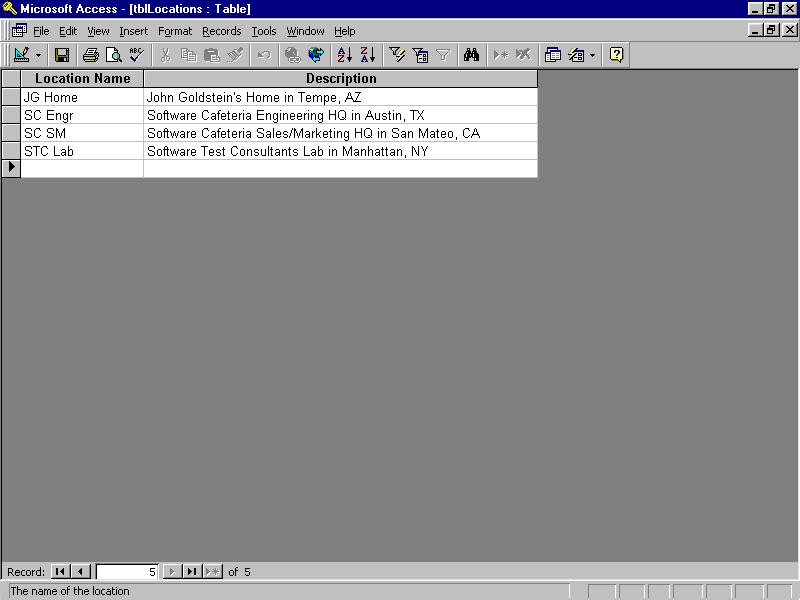 Microsoft Access - [tblLocations : Table]
File Edit View Insert Format Records Tools Window Help
Location Name Description
JG Home John Goldstein's Home in Tempe, AZ
SC Engr Software Cafeteria Engineering HQ in Austin, TX
SC SM Software Cafeteria Sales/Marketing HQ in San Mateo, CA
STC Lab Software Test Consultants Lab in Manhattan, NY
Record: 5 of 5
The name of the location